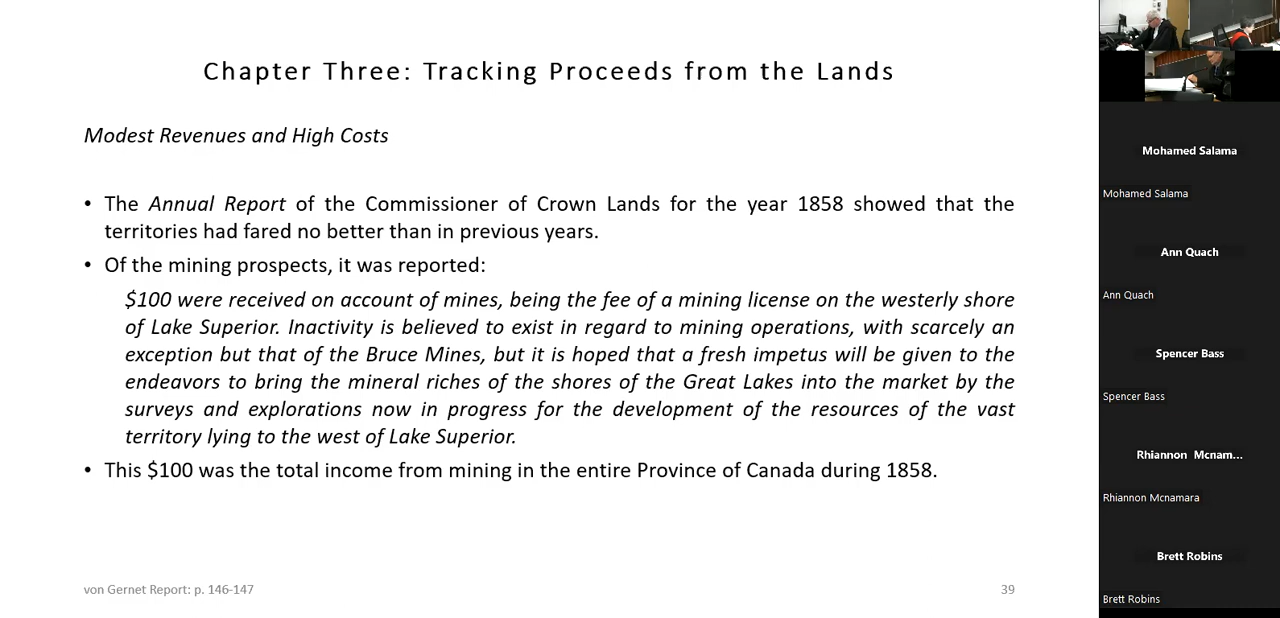 Chapter Three: Tracking Proceeds from the Lands
Modest Revenues and High Costs
• The Annual Report of the Commissioner of Crown Lands for the year 1858 showed that the
territories had fared no better than in previous years.
• Of the mining prospects, it was reported:
$100 were received on account of mines, being the fee of a mining license on the westerly shore
of Lake Superior. Inactivity is believed to exist in regard to mining operations, with scarcely an
exception but that of the Bruce Mines, but it is hoped that a fresh impetus will be given to the
endeavors to bring the mineral riches of the shores of the Great Lakes into the market by the
surveys and explorations now in progress for the development of the resources of the vast
territory lying to the west of Lake Superior.
• This $100 was the total income from mining in the entire Province of Canada during 1858.
von Gernet Report: p. 146-147
39
Mohamed Salama
Mohamed Salama
Ann Quach
Ann Quach
Spencer Bass
Spencer Bass
Rhiannon Mcnam...
Rhiannon Mcnamara
Brett Robins
Brett Robins